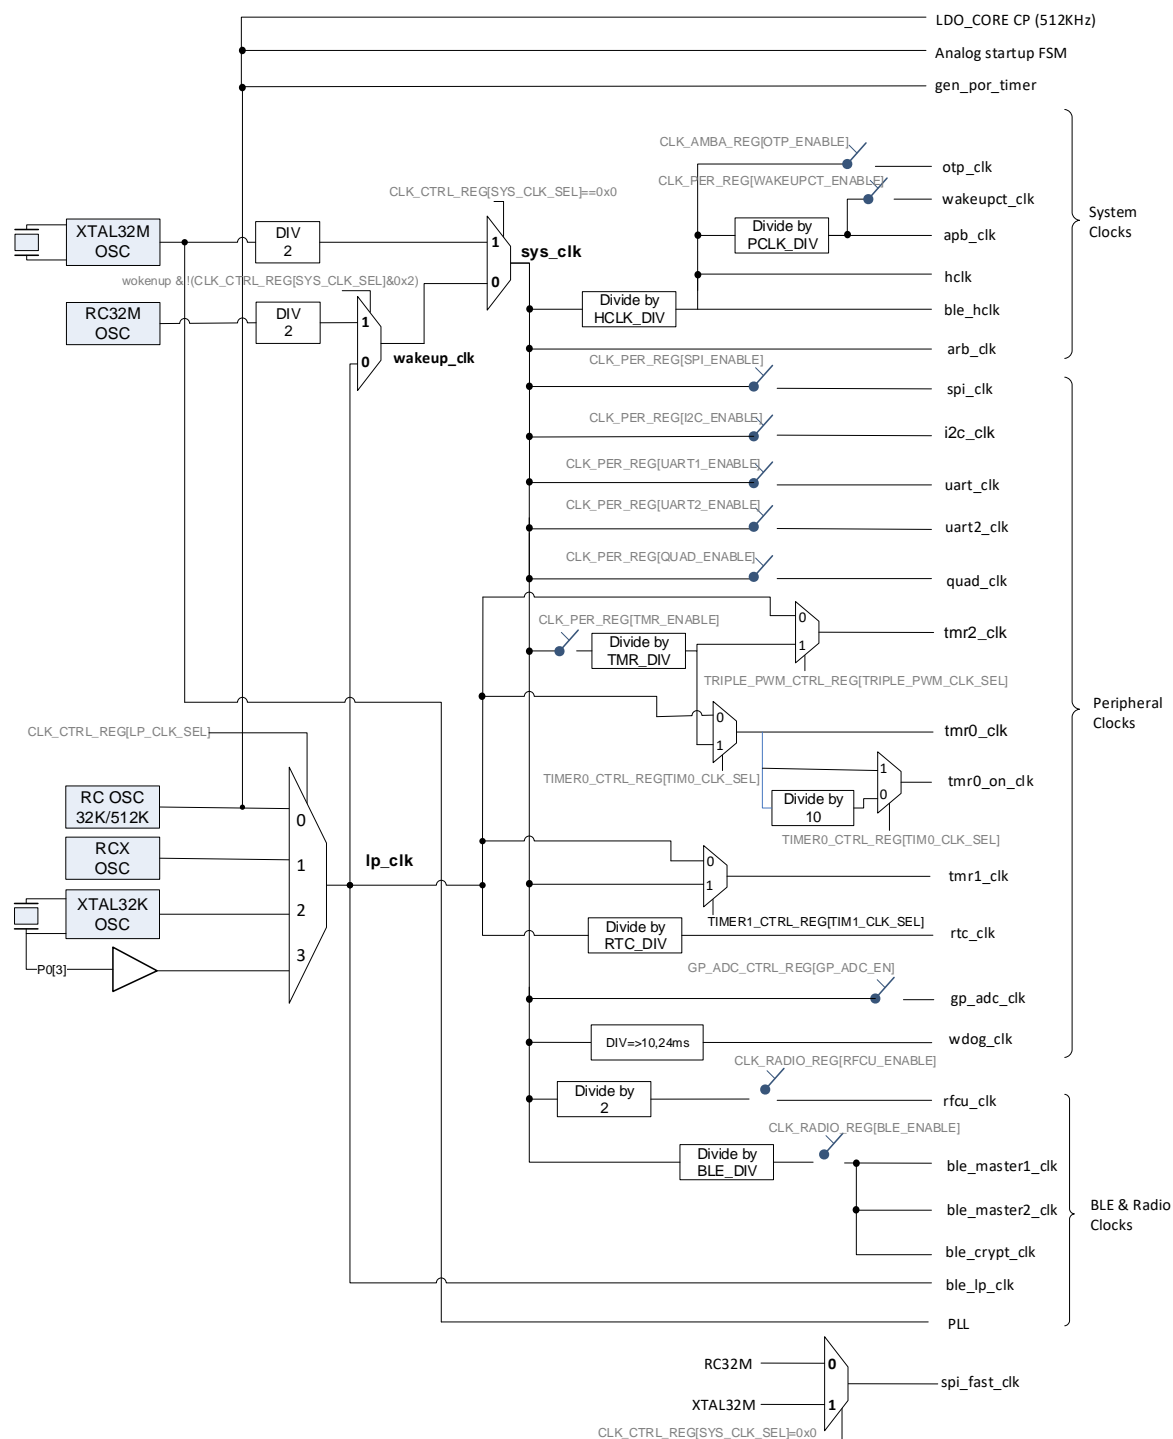 LDO_CORE CP (512KHz)
Analog startup FSM
gen_por_timer
CLK_AMBA_REG[OTP_ENABLE]
otp_clk
CLK_PER_REG[WAKEUPCT_ENABLE]
wakeupct_clk
CLK_CTRL_REG[SYS_CLK_SEL]==0x0
XTAL32M
OSC
DIV
2
1
0
sys_clk
Divide by
PCLK_DIV
apb_clk
System
Clocks
wokenup & !(CLK_CTRL_REG[SYS_CLK_SEL]&0x2)
hclk
RC32M
OSC
DIV
2
1
0
wakeup_clk
Divide by
HCLK_DIV
ble_hclk
arb_clk
CLK_PER_REG[SPI_ENABLE]
spi_clk
CLK_PER_REG[I2C_ENABLE]
i2c_clk
CLK_PER_REG[UART1_ENABLE]
uart_clk
CLK_PER_REG[UART2_ENABLE]
uart2_clk
CLK_PER_REG[QUAD_ENABLE]
quad_clk
CLK_PER_REG[TMR_ENABLE]
Divide by
TMR_DIV
0
1
tmr2_clk
TRIPLE_PWM_CTRL_REG[TRIPLE_PWM_CLK_SEL]
Peripheral
Clocks
0
1
tmr0_clk
CLK_CTRL_REG[LP_CLK_SEL]
TIMER0_CTRL_REG[TIM0_CLK_SEL]
1
0
tmr0_on_clk
Divide by
10
TIMER0_CTRL_REG[TIM0_CLK_SEL]
RC OSC
32K/512K
0
RCX
OSC
1
lp_clk
XTAL32K
OSC
2
P0[3]
3
0
1
tmr1_clk
TIMER1_CTRL_REG[TIM1_CLK_SEL]
Divide by
RTC_DIV
rtc_clk
GP_ADC_CTRL_REG[GP_ADC_EN]
gp_adc_clk
DIV=>10,24ms
wdog_clk
CLK_RADIO_REG[RFCU_ENABLE]
Divide by
2
rfcu_clk
CLK_RADIO_REG[BLE_ENABLE]
Divide by
BLE_DIV
ble_master1_clk
ble_master2_clk
BLE & Radio
Clocks
ble_crypt_clk
ble_lp_clk
PLL
RC32M
0
spi_fast_clk
XTAL32M
1
CLK_CTRL_REG[SYS_CLK_SEL]=0x0